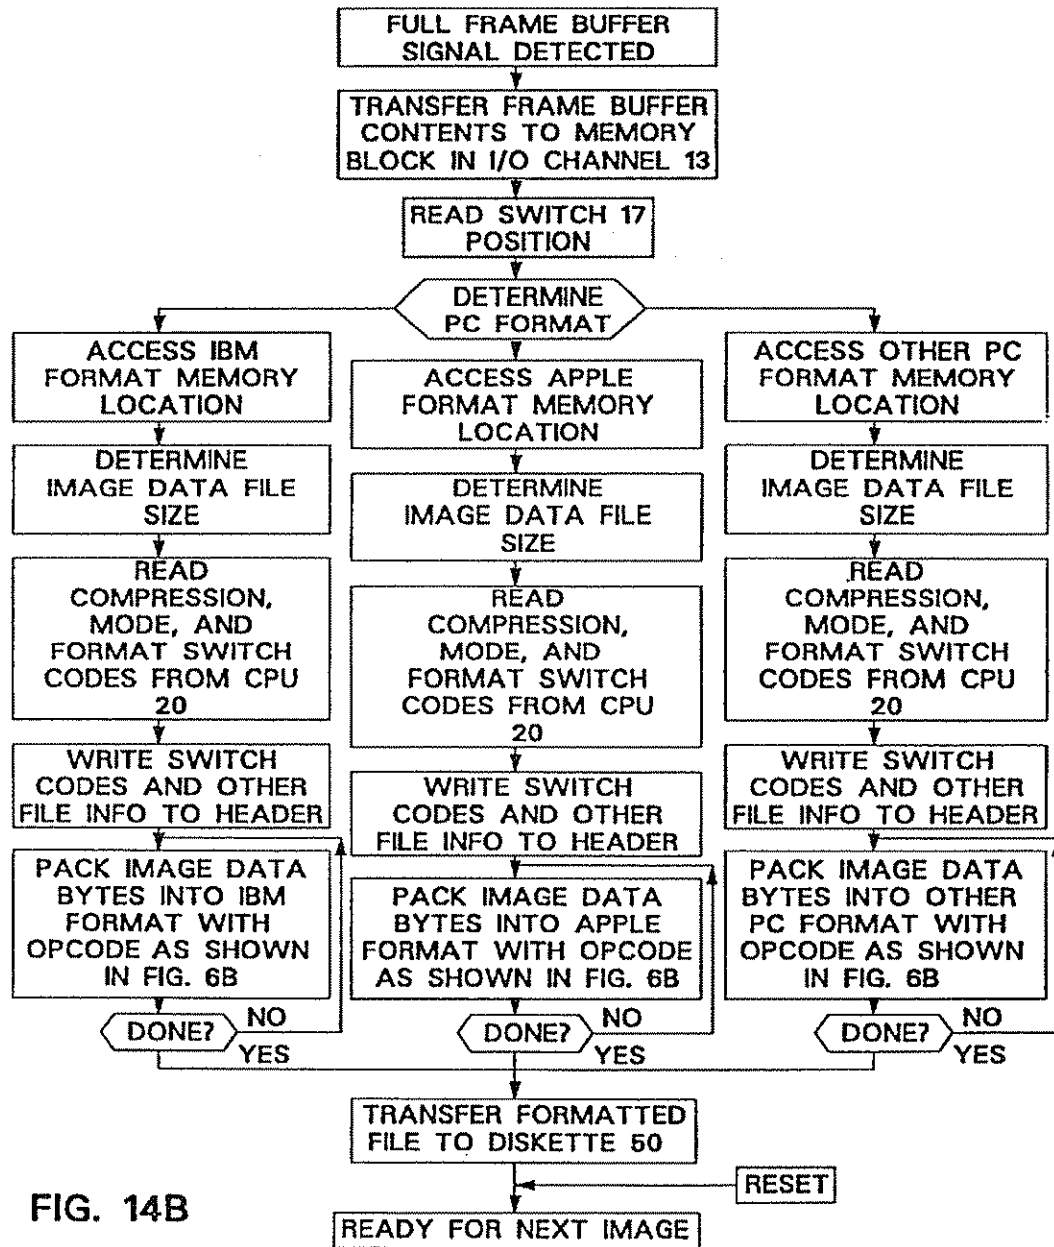 FULL FRAME BUFFER
SIGNAL DETECTED
TRANSFER FRAME BUFFER
CONTENTS TO MEMORY
BLOCK IN I/O CHANNEL 13
READ SWITCH 17
POSITION
DETERMINE
PC FORMAT
ACCESS IBM
FORMAT MEMORY
LOCATION
DETERMINE
IMAGE DATA FILE
SIZE
READ
COMPRESSION,
MODE, AND
FORMAT SWITCH
CODES FROM CPU
20
WRITE SWITCH
CODES AND OTHER
FILE INFO TO HEADER
PACK IMAGE DATA
BYTES INTO IBM
FORMAT WITH
OPCODE AS SHOWN
IN FIG. 6B
DONE?
NO
YES
ACCESS APPLE
FORMAT MEMORY
LOCATION
DETERMINE
IMAGE DATA FILE
SIZE
READ
COMPRESSION,
MODE, AND
FORMAT SWITCH
CODES FROM CPU
20
WRITE SWITCH
CODES AND OTHER
FILE INFO TO HEADER
PACK IMAGE DATA
BYTES INTO APPLE
FORMAT WITH OPCODE
AS SHOWN IN FIG. 6B
DONE?
NO
YES
ACCESS OTHER PC
FORMAT MEMORY
LOCATION
DETERMINE
IMAGE DATA FILE
SIZE
READ
COMPRESSION,
MODE, AND
FORMAT SWITCH
CODES FROM CPU
20
WRITE SWITCH
CODES AND OTHER
FILE INFO TO HEADER
PACK IMAGE DATA
BYTES INTO OTHER
PC FORMAT WITH
OPCODE AS SHOWN
IN FIG. 6B
DONE?
NO
YES
TRANSFER FORMATTED
FILE TO DISKETTE 50
RESET
READY FOR NEXT IMAGE
FIG. 14B